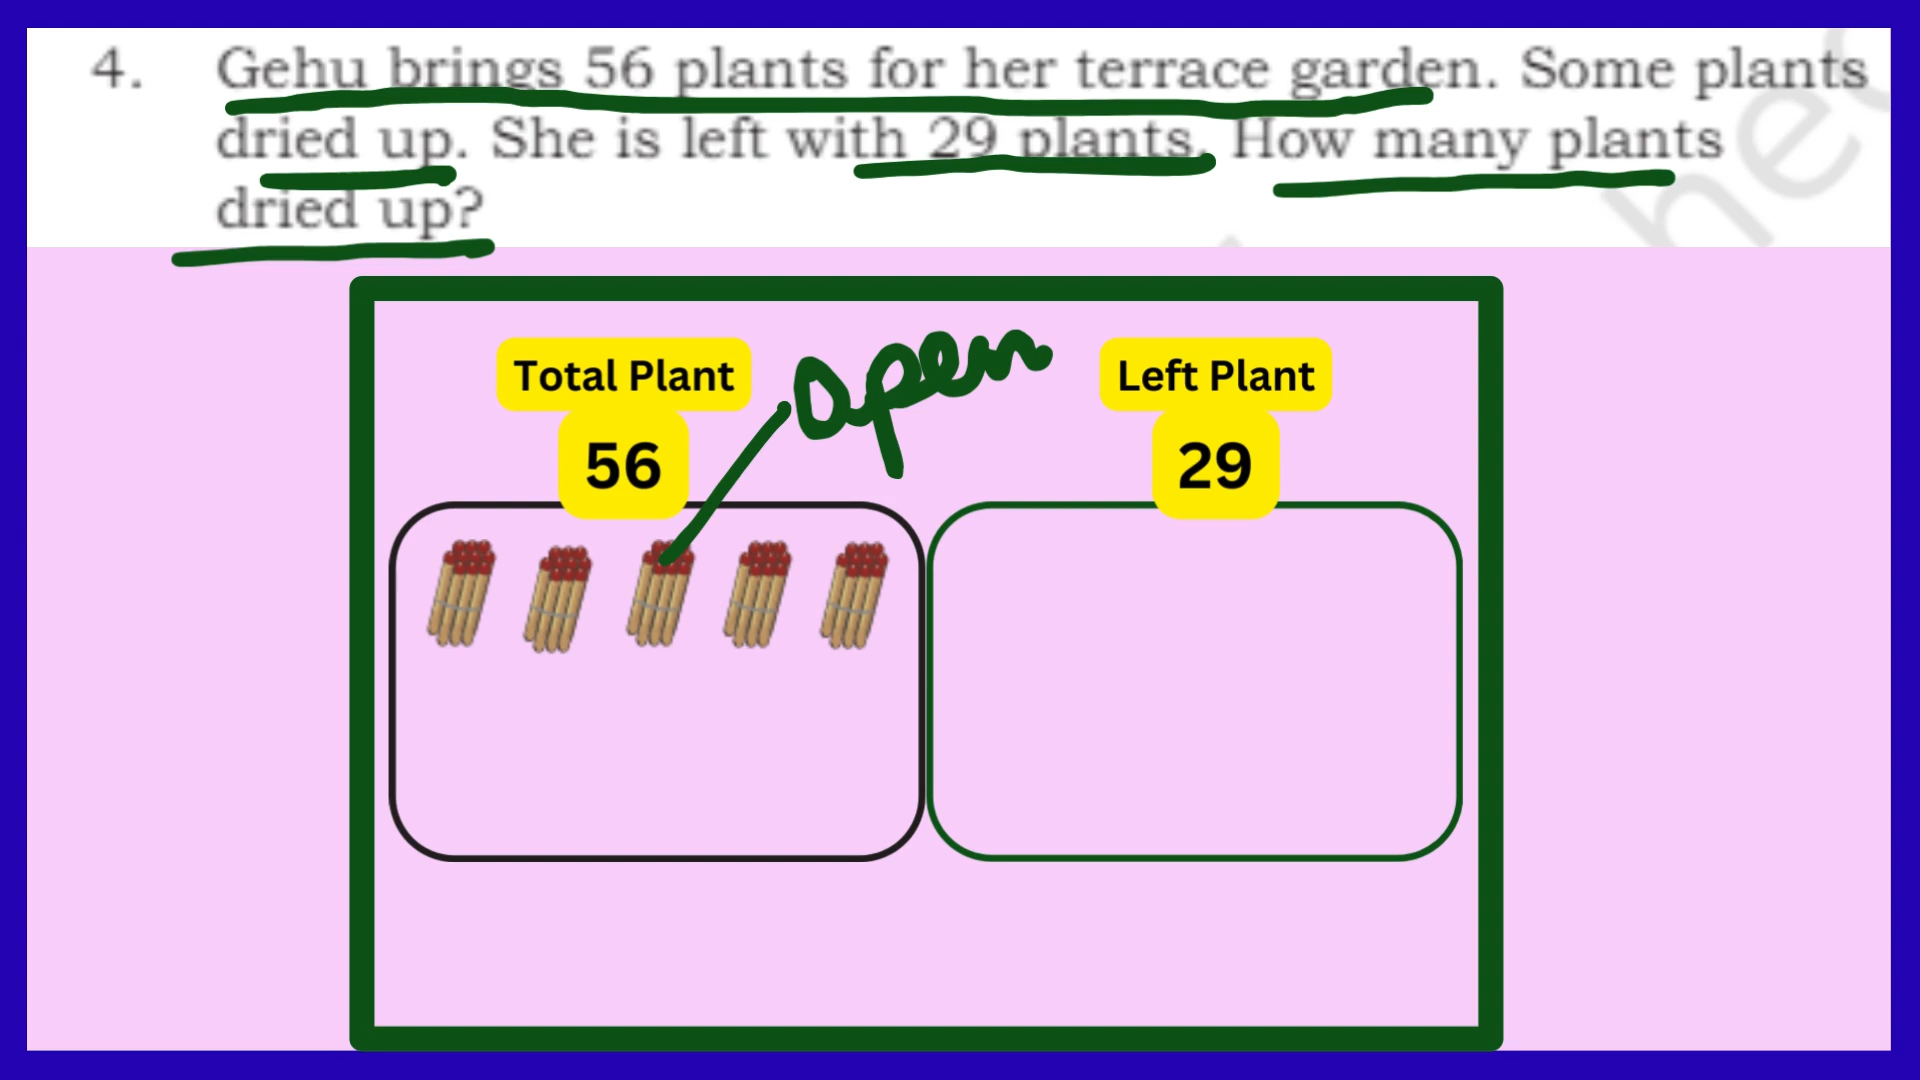 4. Gehu brings 56 plants for her terrace garden. Some plants
dried up. She is left with 29 plants. How many plants
dried up?
Total Plant
open
Left Plant
56
29